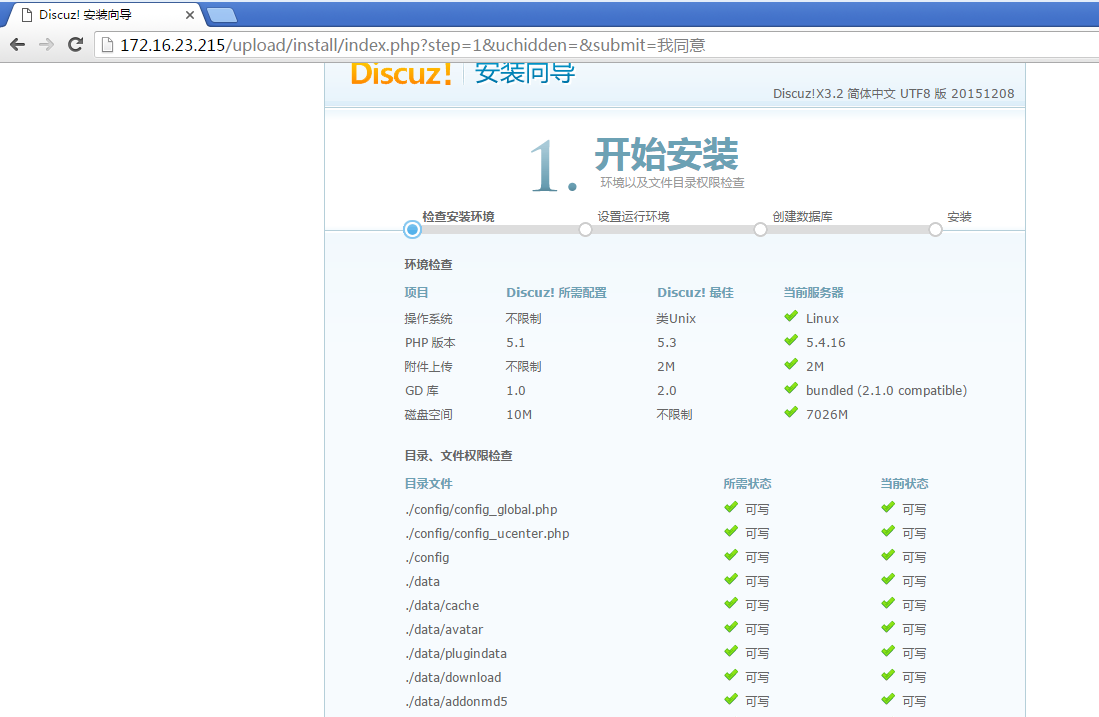 Discuz! 安装向导
172.16.23.215/upload/install/index.php?step=1&uchidden=&submit=我同意
Discuz! 安装向导
Discuz!X3.2 简体中文 UTF8 版 20151208
1. 开始安装
环境以及文件目录权限检查
检查安装环境 设置运行环境 创建数据库 安装
环境检查
项目 Discuz! 所需配置 Discuz! 最佳 当前服务器
操作系统 不限制 类Unix Linux
PHP 版本 5.1 5.3 5.4.16
附件上传 不限制 2M 2M
GD 库 1.0 2.0 bundled (2.1.0 compatible)
磁盘空间 10M 不限制 7026M
目录、文件权限检查
目录文件 所需状态 当前状态
./config/config_global.php 可写 可写
./config/config_ucenter.php 可写 可写
./config 可写 可写
./data 可写 可写
./data/cache 可写 可写
./data/avatar 可写 可写
./data/plugindata 可写 可写
./data/download 可写 可写
./data/addonmd5 可写 可写